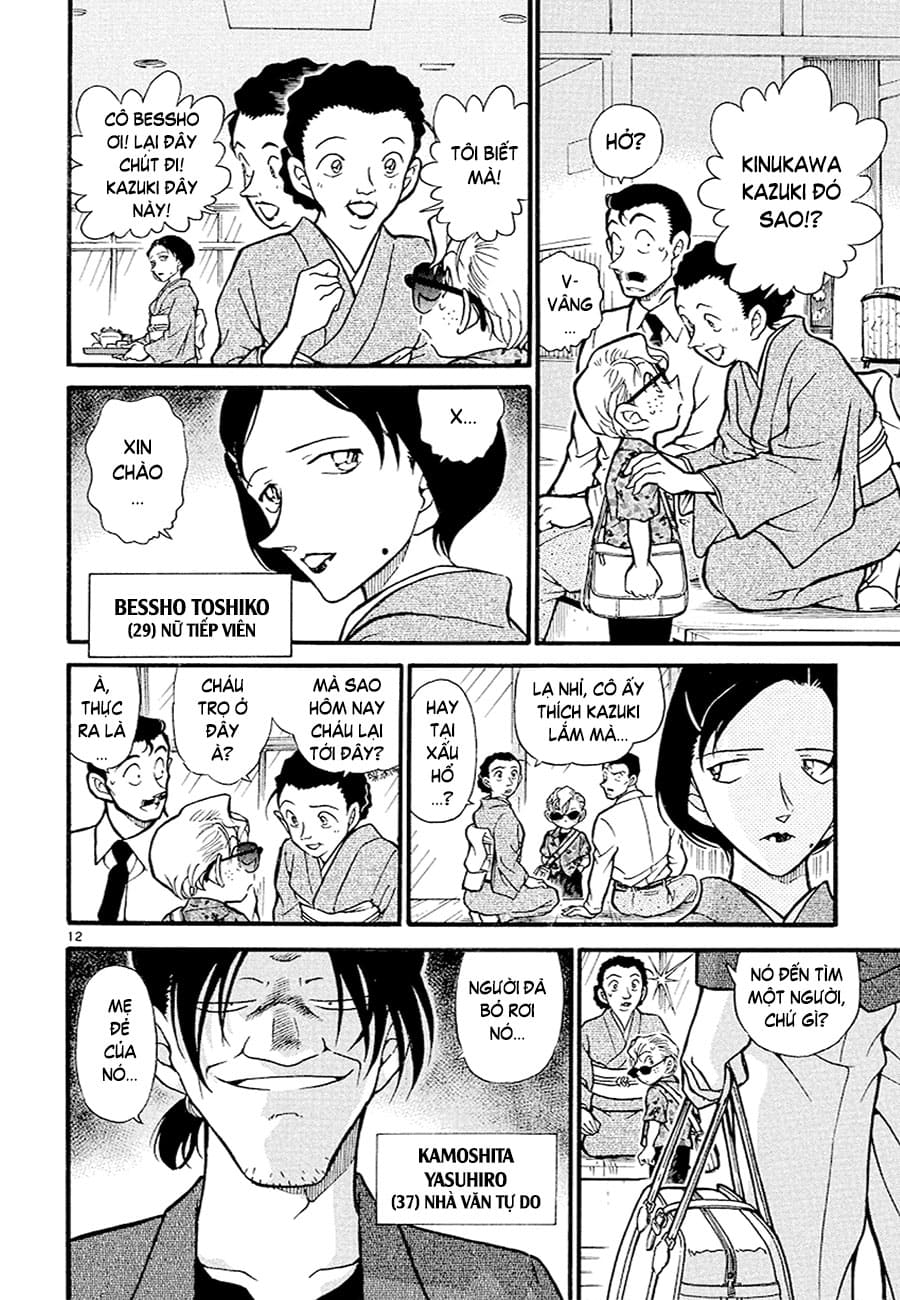 KINUKAWA
KAZUKI ĐÓ
SAO!?
HỞ?
V-
VÂNG
...
TÔI BIẾT
MÀ!
CÔ BESSHO
ƠI! LẠI ĐÂY
CHÚT ĐI!
KAZUKI ĐÂY
NÀY!
X...
XIN
CHÀO
...
BESSHO TOSHIKO
(29) NỮ TIẾP VIÊN
LẠ NHỈ, CÔ ẤY
THÍCH KAZUKI
LẮM MÀ...
HAY
TẠI
XẤU
HỔ
...?
MÀ SAO
HÔM NAY
CHÁU LẠI
TỚI ĐÂY?
CHÁU
TRỌ Ở
ĐÂY
À?
À,
THỰC
RA LÀ
...
12
NÓ ĐẾN TÌM
MỘT NGƯỜI,
CHỨ GÌ?
NGƯỜI ĐÃ
BỎ RƠI
NÓ...
MẸ
ĐẺ
CỦA
NÓ...
KAMOSHITA
YASUHIRO
(37) NHÀ VĂN TỰ DO